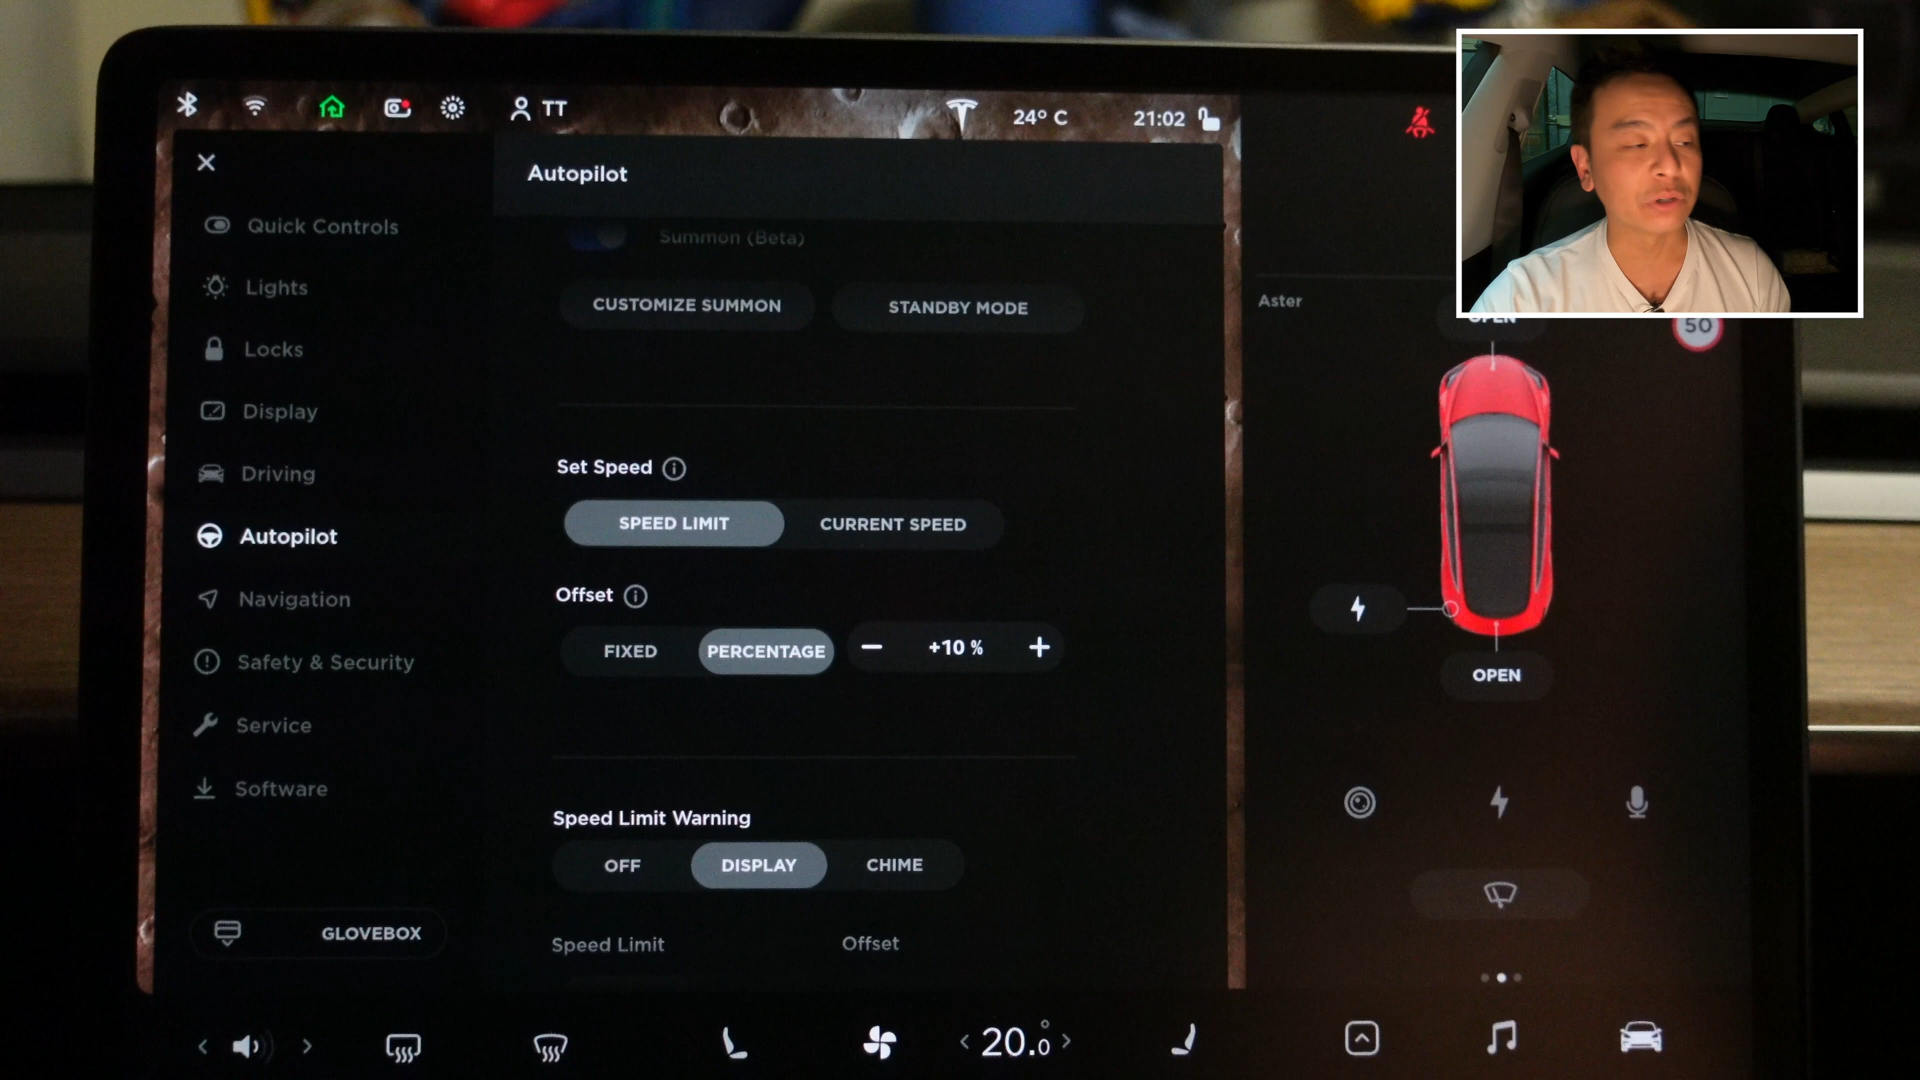 TT
24° C
21:02
Autopilot
Quick Controls
Lights
Locks
Display
Driving
Autopilot
Navigation
Safety & Security
Service
Software
GLOVEBOX
Summon (Beta)
CUSTOMIZE SUMMON
STANDBY MODE
Set Speed
SPEED LIMIT
CURRENT SPEED
Offset
FIXED
PERCENTAGE
+10 %
Speed Limit Warning
OFF
DISPLAY
CHIME
Speed Limit
Offset
Aster
OPEN
50
OPEN
20.0°